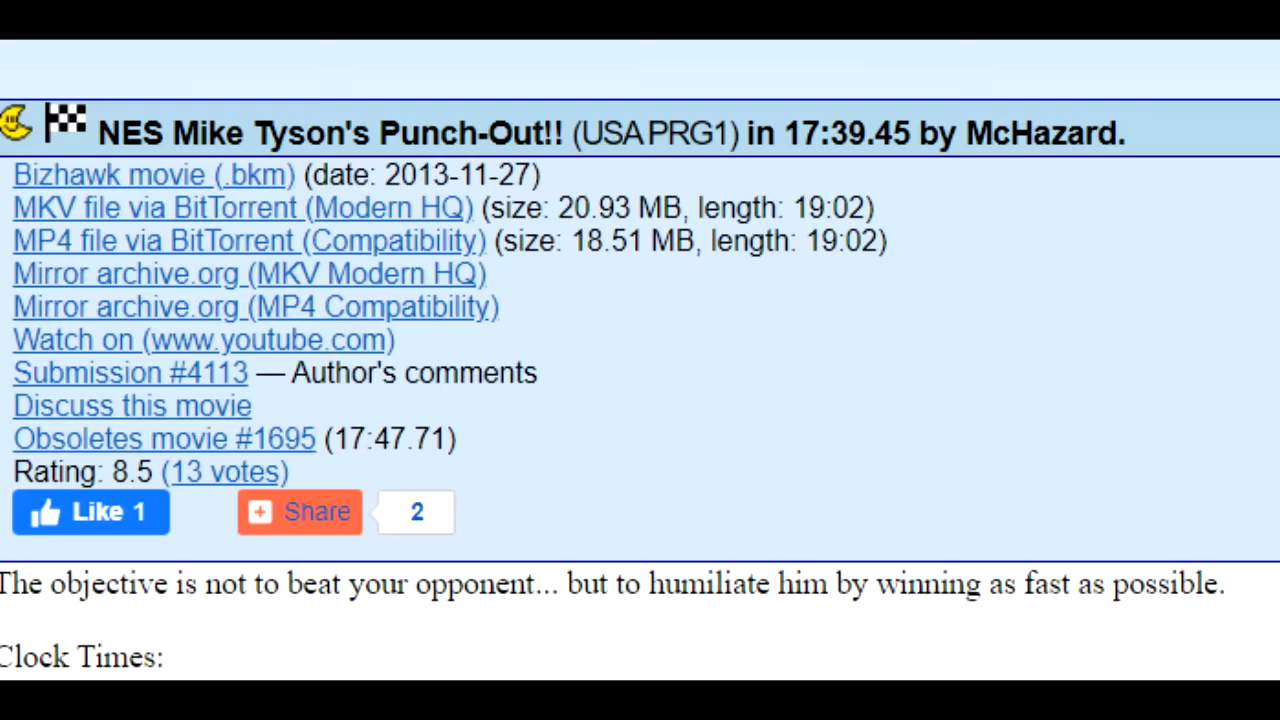 NES Mike Tyson's Punch-Out!! (USA PRG1) in 17:39.45 by McHazard.
Bizhawk movie (.bkm) (date: 2013-11-27)
MKV file via BitTorrent (Modern HQ) (size: 20.93 MB, length: 19:02)
MP4 file via BitTorrent (Compatibility) (size: 18.51 MB, length: 19:02)
Mirror archive.org (MKV Modern HQ)
Mirror archive.org (MP4 Compatibility)
Watch on (www.youtube.com)
Submission #4113 — Author's comments
Discuss this movie
Obsoletes movie #1695 (17:47.71)
Rating: 8.5 (13 votes)
Like 1 Share 2
The objective is not to beat your opponent... but to humiliate him by winning as fast as possible.
Clock Times: